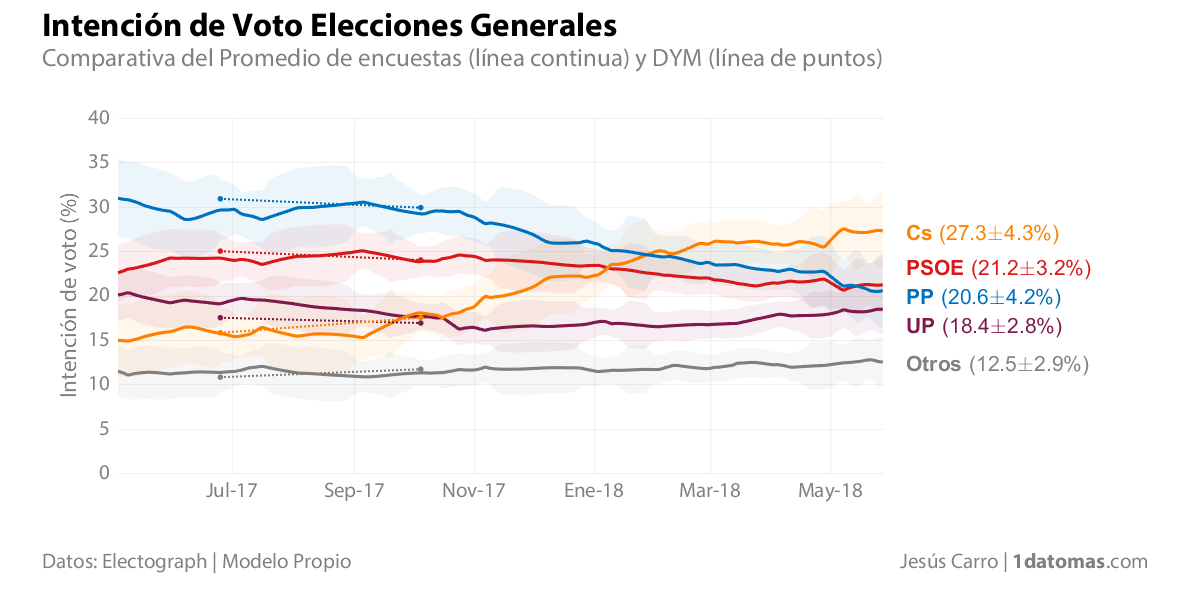 Intención de Voto Elecciones Generales
Comparativa del Promedio de encuestas (línea continua) y DYM (línea de puntos)
Intención de voto (%)
40
35
30
25
20
15
10
5
0
Jul-17 Sep-17 Nov-17 Ene-18 Mar-18 May-18
Cs (27.3±4.3%)
PSOE (21.2±3.2%)
PP (20.6±4.2%)
UP (18.4±2.8%)
Otros (12.5±2.9%)
Datos: Electograph | Modelo Propio
Jesús Carro | 1datomas.com